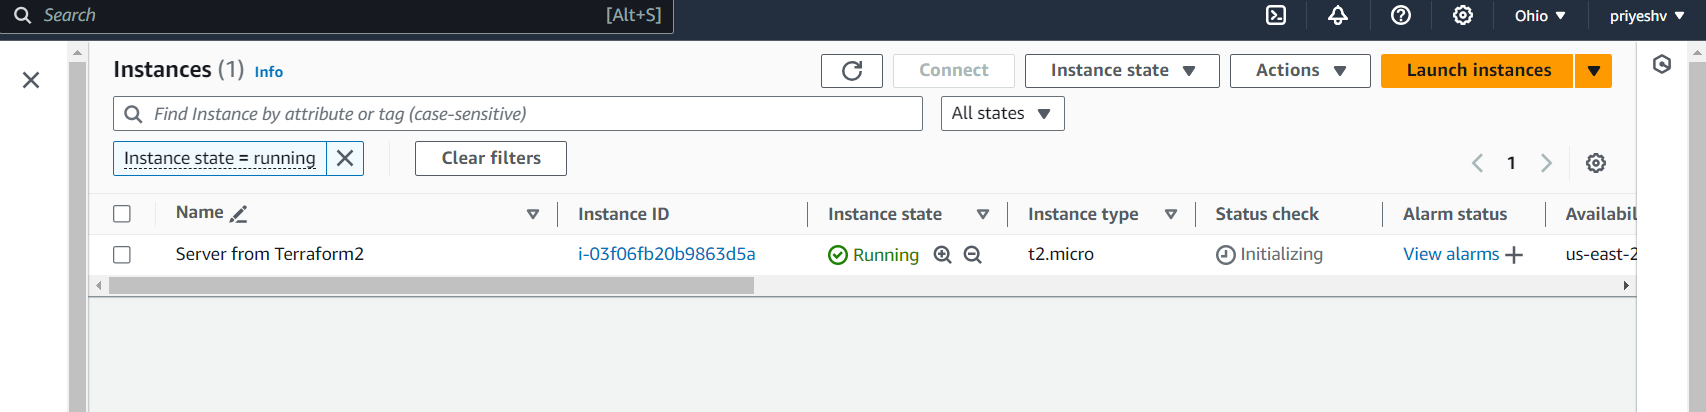 Search [Alt+S] Ohio priyeshv
Instances (1) Info Connect Instance state Actions Launch instances
Find Instance by attribute or tag (case-sensitive) All states
Instance state = running Clear filters 1
Name Instance ID Instance state Instance type Status check Alarm status Availabil
Server from Terraform2 i-03f06fb20b9863d5a Running t2.micro Initializing View alarms us-east-2